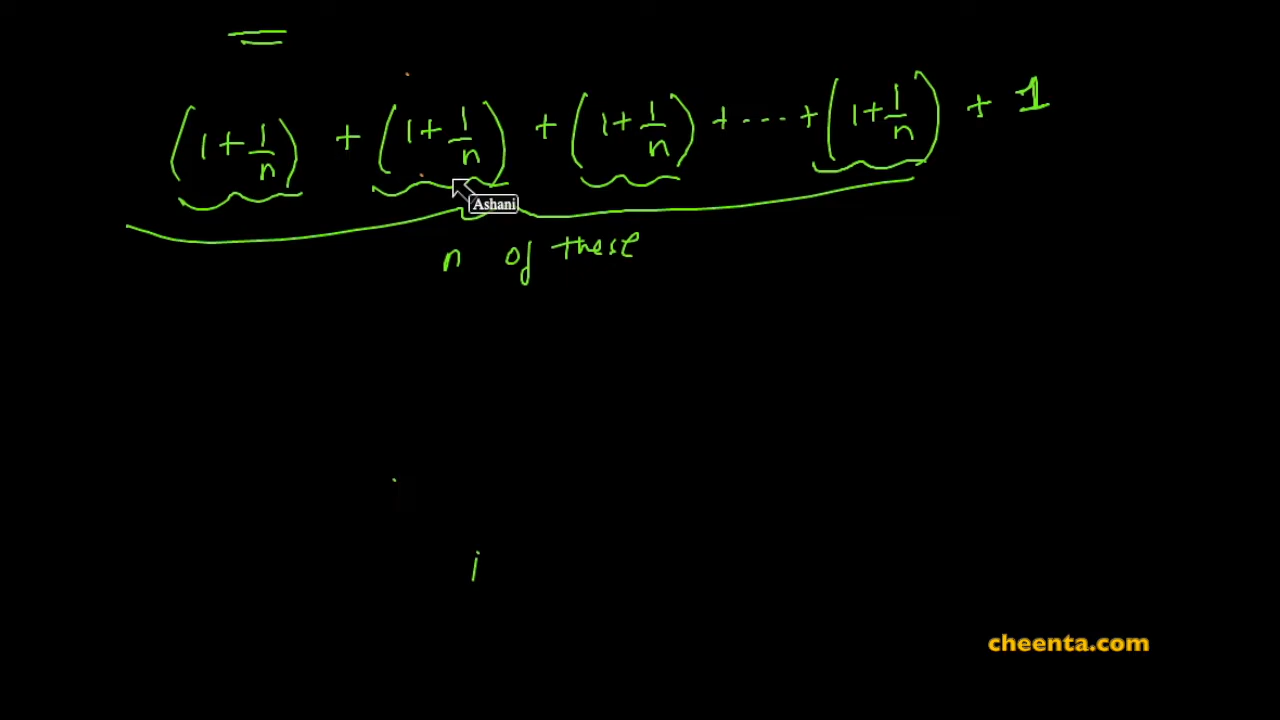 (1 + 1/n) + (1 + 1/n) + (1 + 1/n) + ... + (1 + 1/n) + 1
Ashani
n of these
i
cheenta.com